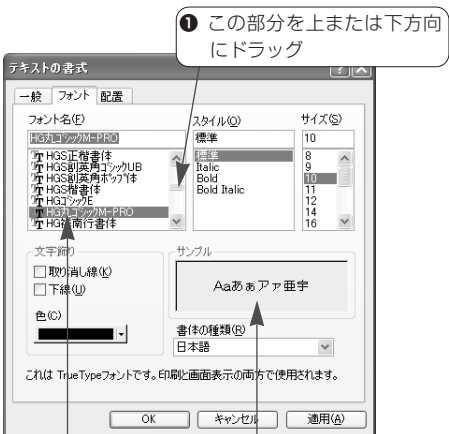 ❶ この部分を上または下方向
にドラッグ
テキストの書式
一般 フォント 配置
フォント名(F)
HG丸ゴシックM-PRO
HGS正楷書体
HGS創英角ゴシックUB
HGS創英角ポップ体
HGS楷書体
HGゴシックE
HG丸ゴシックM-PRO
HG祥南行書体
スタイル(O)
標準
標準
Italic
Bold
Bold Italic
サイズ(S)
10
8
9
10
11
12
14
16
文字飾り
取り消し線(K)
下線(U)
色(C)
サンプル
Aaあぁアァ亜宇
書体の種類(R)
日本語
これは TrueTypeフォントです。印刷と画面表示の両方で使用されます。
OK キャンセル 適用(A)